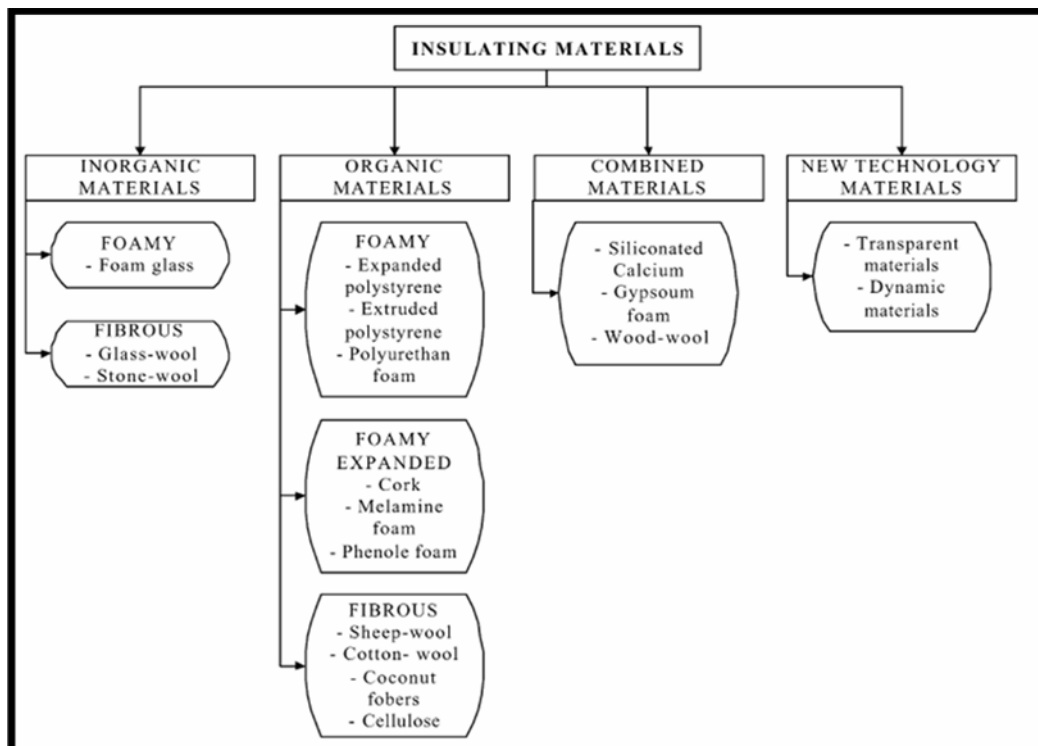 INSULATING MATERIALS
INORGANIC
MATERIALS
FOAMY
- Foam glass
FIBROUS
- Glass-wool
- Stone-wool
ORGANIC
MATERIALS
FOAMY
- Expanded
polystyrene
- Extruded
polystyrene
- Polyurethan
foam
FOAMY
EXPANDED
- Cork
- Melamine
foam
- Phenole foam
FIBROUS
- Sheep-wool
- Cotton- wool
- Coconut
fobers
- Cellulose
COMBINED
MATERIALS
- Siliconated
Calcium
- Gypsoum
foam
- Wood-wool
NEW TECHNOLOGY
MATERIALS
- Transparent
materials
- Dynamic
materials